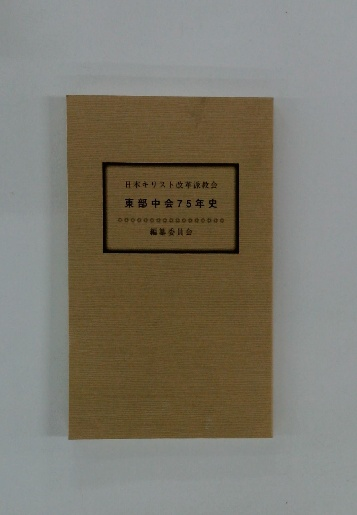 日本キリスト改革派教会
東部中会75年史
編纂委員会